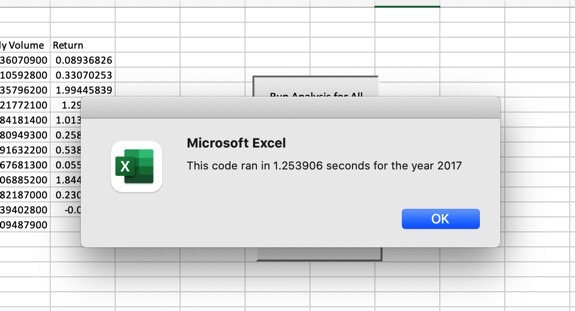 ly Volume Return
36070900 0.08936826
10592800 0.33070253
35796200 1.99445839
21772100 1.29
84181400 1.013
80949300 0.258
91632200 0.538
67681300 0.055
06885200 1.844
82187000 0.230
39402800 -0.0
09487900
Run Analysis for All
Microsoft Excel
This code ran in 1.253906 seconds for the year 2017
OK